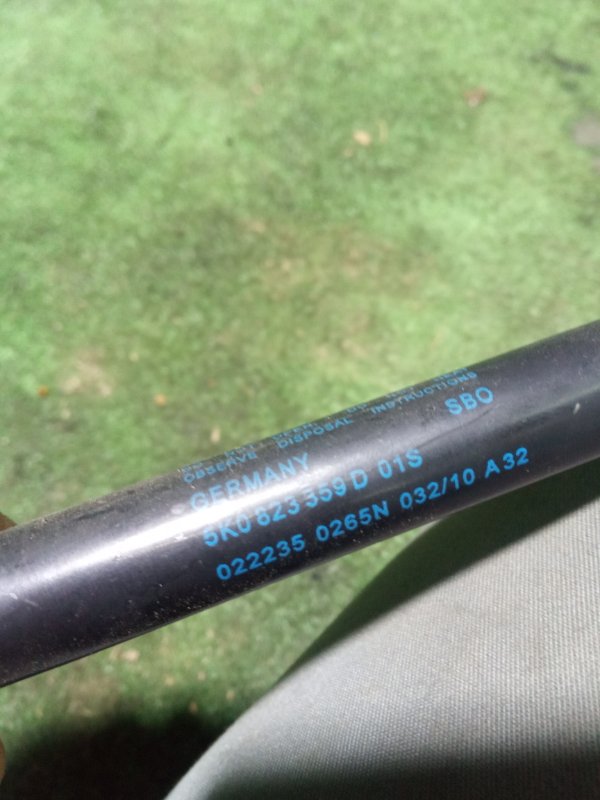 OBSERVE DISPOSAL INSTRUCTIONS
GERMANY SBO
5K0 823 359 D 01S
022235 0265N 032/10 A32